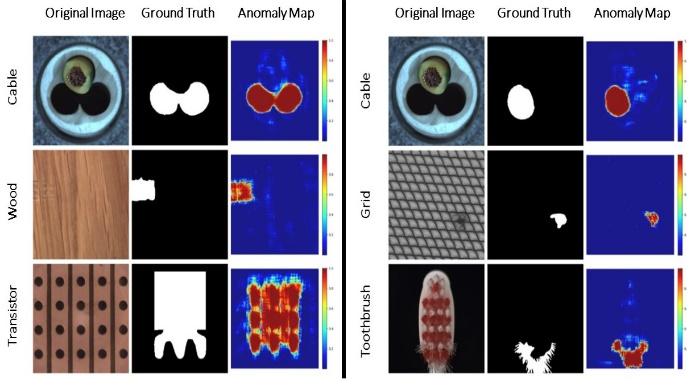 Original Image Ground Truth Anomaly Map
Cable
Wood
Transistor
Original Image Ground Truth Anomaly Map
Cable
Grid
Toothbrush